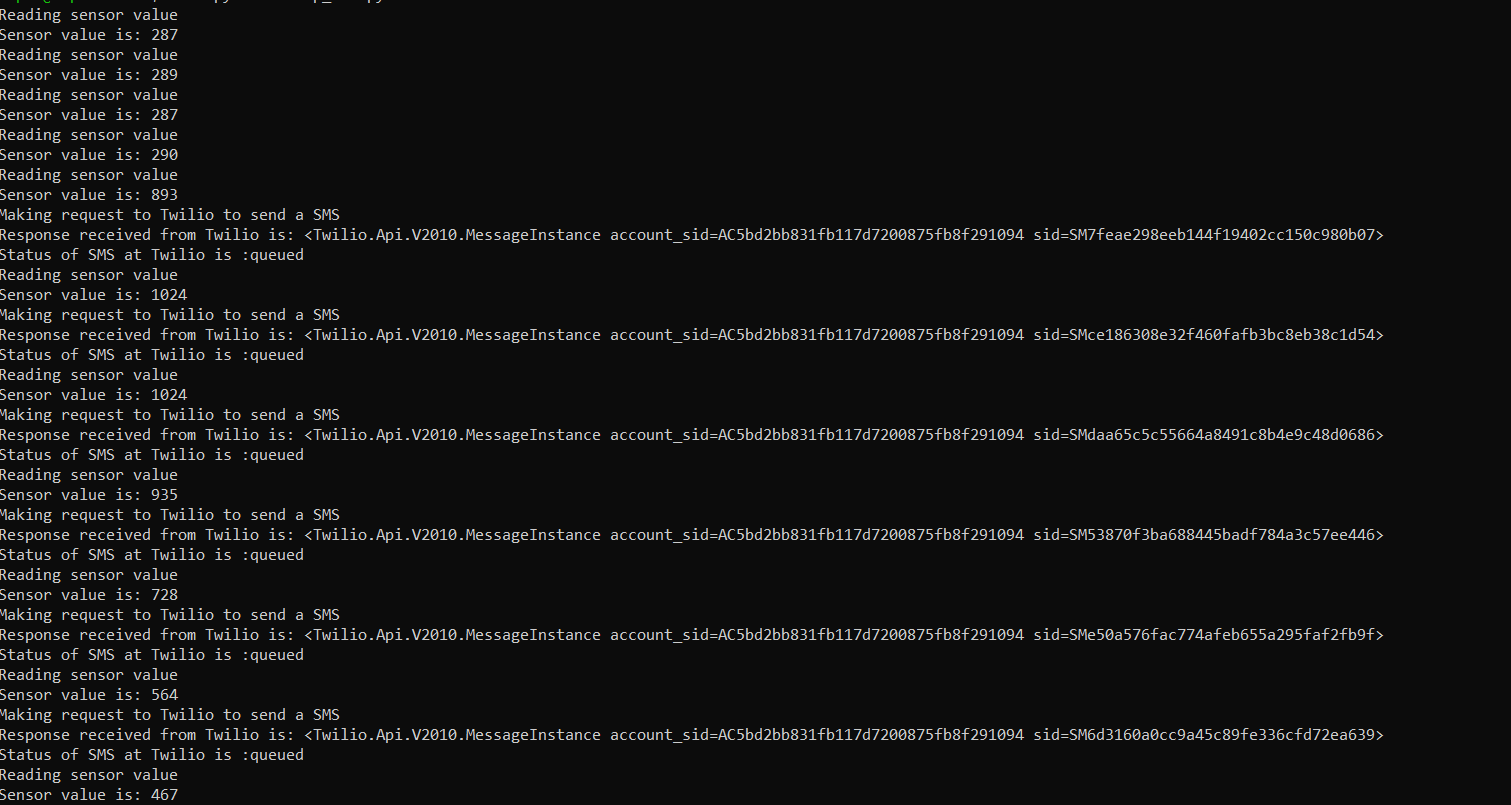 Reading sensor value
Sensor value is: 287
Reading sensor value
Sensor value is: 289
Reading sensor value
Sensor value is: 287
Reading sensor value
Sensor value is: 290
Reading sensor value
Sensor value is: 893
Making request to Twilio to send a SMS
Response received from Twilio is: <Twilio.Api.V2010.MessageInstance account_sid=AC5bd2bb831fb117d7200875fb8f291094 sid=SM7feae298eeb144f19402cc150c980b07>
Status of SMS at Twilio is :queued
Reading sensor value
Sensor value is: 1024
Making request to Twilio to send a SMS
Response received from Twilio is: <Twilio.Api.V2010.MessageInstance account_sid=AC5bd2bb831fb117d7200875fb8f291094 sid=SMce186308e32f460fafb3bc8eb38c1d54>
Status of SMS at Twilio is :queued
Reading sensor value
Sensor value is: 1024
Making request to Twilio to send a SMS
Response received from Twilio is: <Twilio.Api.V2010.MessageInstance account_sid=AC5bd2bb831fb117d7200875fb8f291094 sid=SMdaa65c5c55664a8491c8b4e9c48d0686>
Status of SMS at Twilio is :queued
Reading sensor value
Sensor value is: 935
Making request to Twilio to send a SMS
Response received from Twilio is: <Twilio.Api.V2010.MessageInstance account_sid=AC5bd2bb831fb117d7200875fb8f291094 sid=SM53870f3ba688445badf784a3c57ee446>
Status of SMS at Twilio is :queued
Reading sensor value
Sensor value is: 728
Making request to Twilio to send a SMS
Response received from Twilio is: <Twilio.Api.V2010.MessageInstance account_sid=AC5bd2bb831fb117d7200875fb8f291094 sid=SMe50a576fac774afeb655a295faf2fb9f>
Status of SMS at Twilio is :queued
Reading sensor value
Sensor value is: 564
Making request to Twilio to send a SMS
Response received from Twilio is: <Twilio.Api.V2010.MessageInstance account_sid=AC5bd2bb831fb117d7200875fb8f291094 sid=SM6d3160a0cc9a45c89fe336cfd72ea639>
Status of SMS at Twilio is :queued
Reading sensor value
Sensor value is: 467